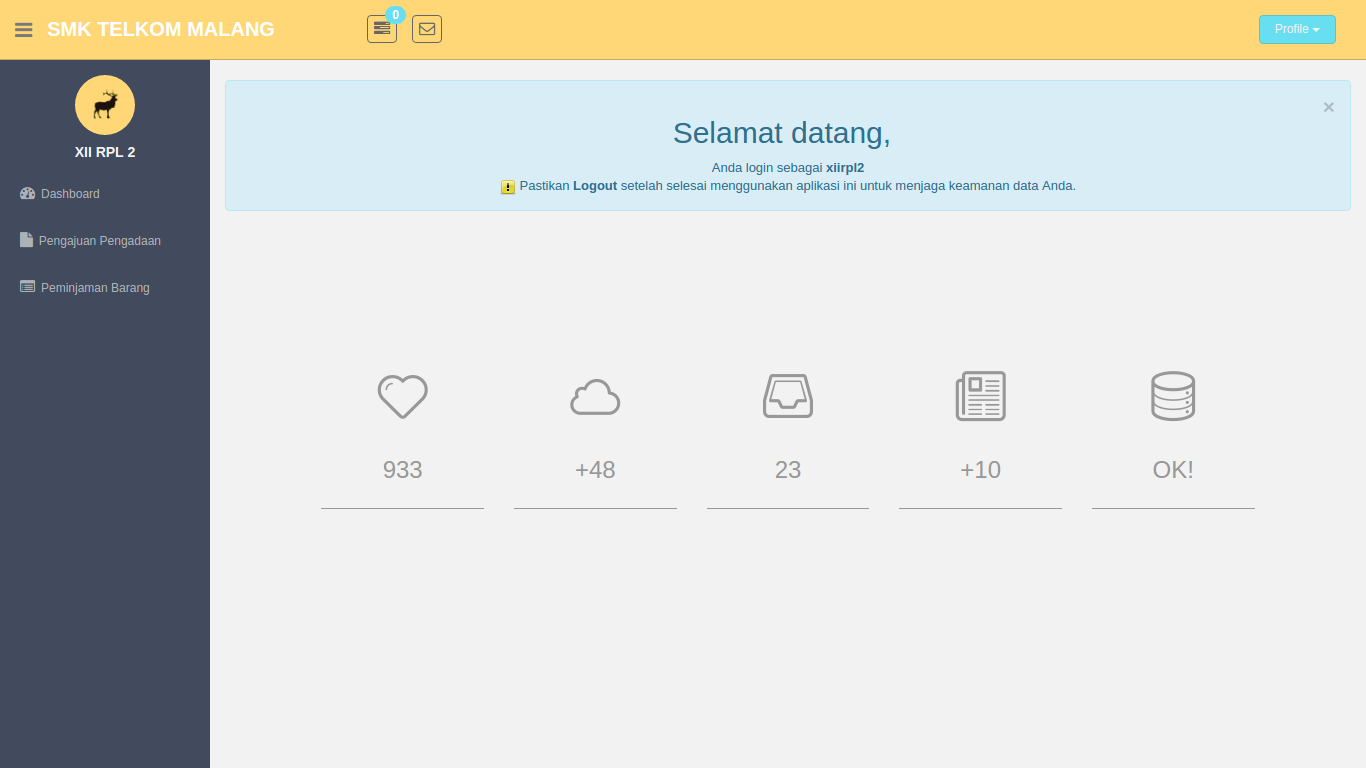 SMK TELKOM MALANG
0
Profile
XII RPL 2
Dashboard
Pengajuan Pengadaan
Peminjaman Barang
×
Selamat datang,
Anda login sebagai xiirpl2
Pastikan Logout setelah selesai menggunakan aplikasi ini untuk menjaga keamanan data Anda.
933
+48
23
+10
OK!